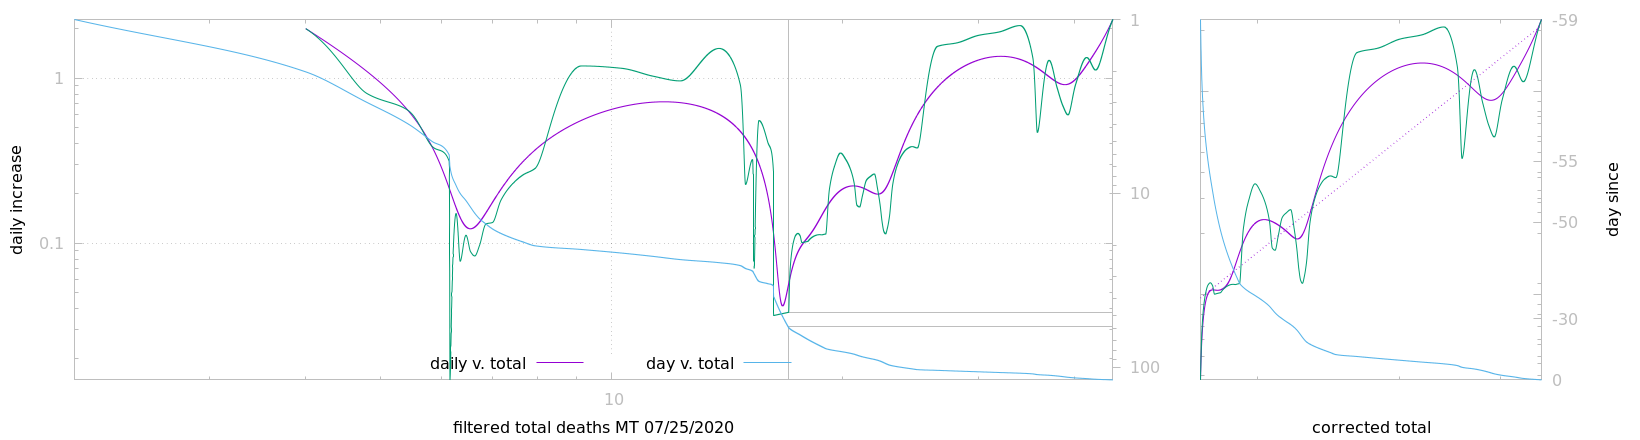 1
0.1
daily increase
daily v. total
day v. total
10
filtered total deaths MT 07/25/2020
1
10
100
-59
-55
-50
-30
0
day since
corrected total